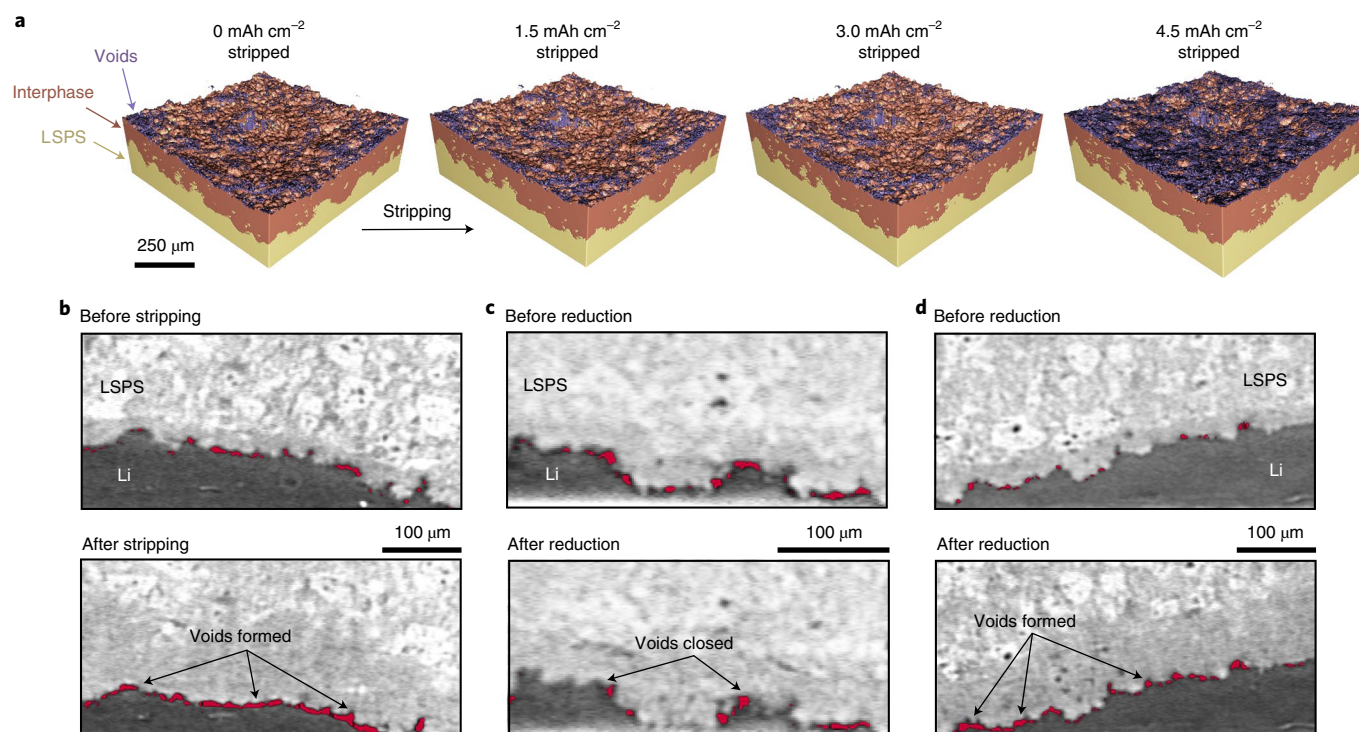 a
0 mAh cm⁻²
stripped
1.5 mAh cm⁻²
stripped
3.0 mAh cm⁻²
stripped
4.5 mAh cm⁻²
stripped
Voids
Interphase
LSPS
Stripping
250 μm
b
Before stripping
LSPS
Li
100 μm
After stripping
Voids formed
c
Before reduction
LSPS
Li
100 μm
After reduction
Voids closed
d
Before reduction
LSPS
Li
100 μm
After reduction
Voids formed